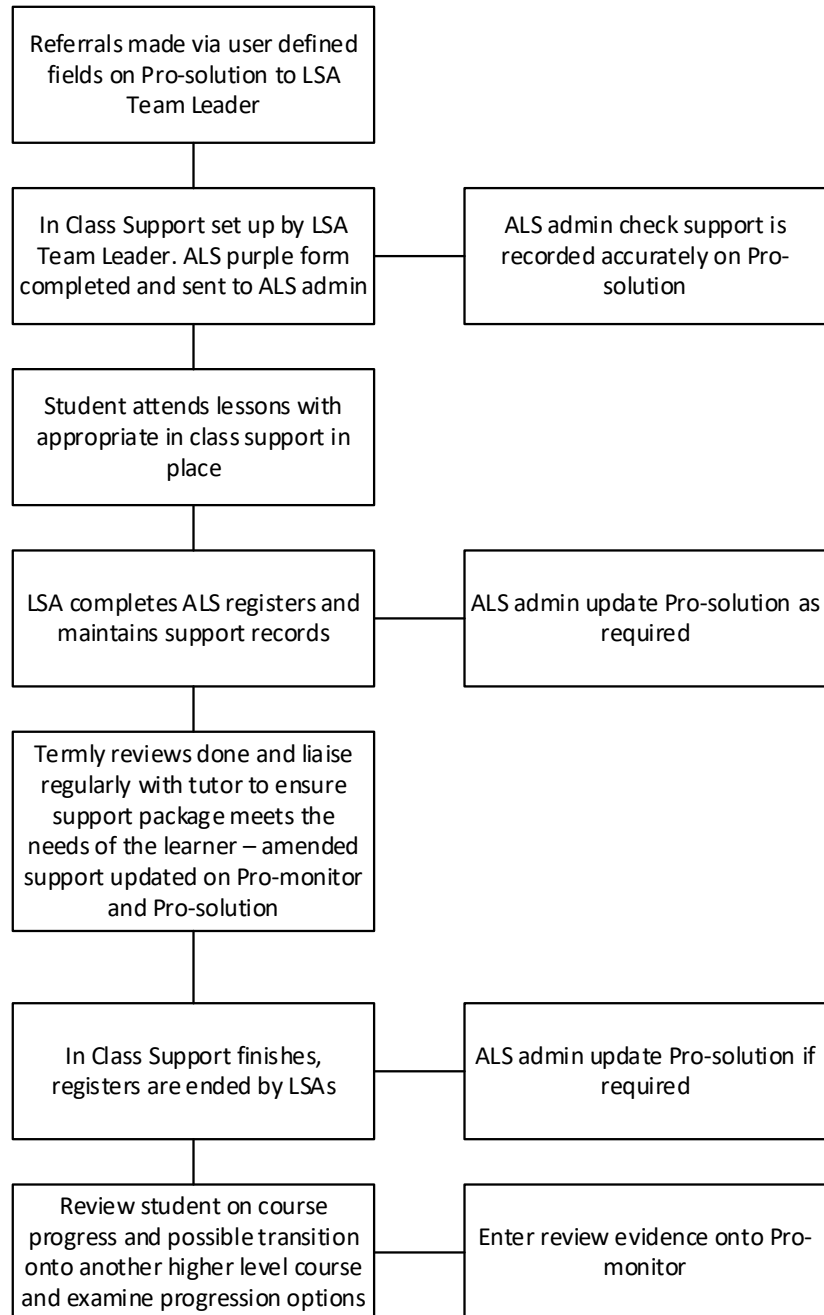 Referrals made via user defined
fields on Pro-solution to LSA
Team Leader
In Class Support set up by LSA
Team Leader. ALS purple form
completed and sent to ALS admin
ALS admin check support is
recorded accurately on Pro-
solution
Student attends lessons with
appropriate in class support in
place
LSA completes ALS registers and
maintains support records
ALS admin update Pro-solution as
required
Termly reviews done and liaise
regularly with tutor to ensure
support package meets the
needs of the learner – amended
support updated on Pro-monitor
and Pro-solution
In Class Support finishes,
registers are ended by LSAs
ALS admin update Pro-solution if
required
Review student on course
progress and possible transition
onto another higher level course
and examine progression options
Enter review evidence onto Pro-
monitor